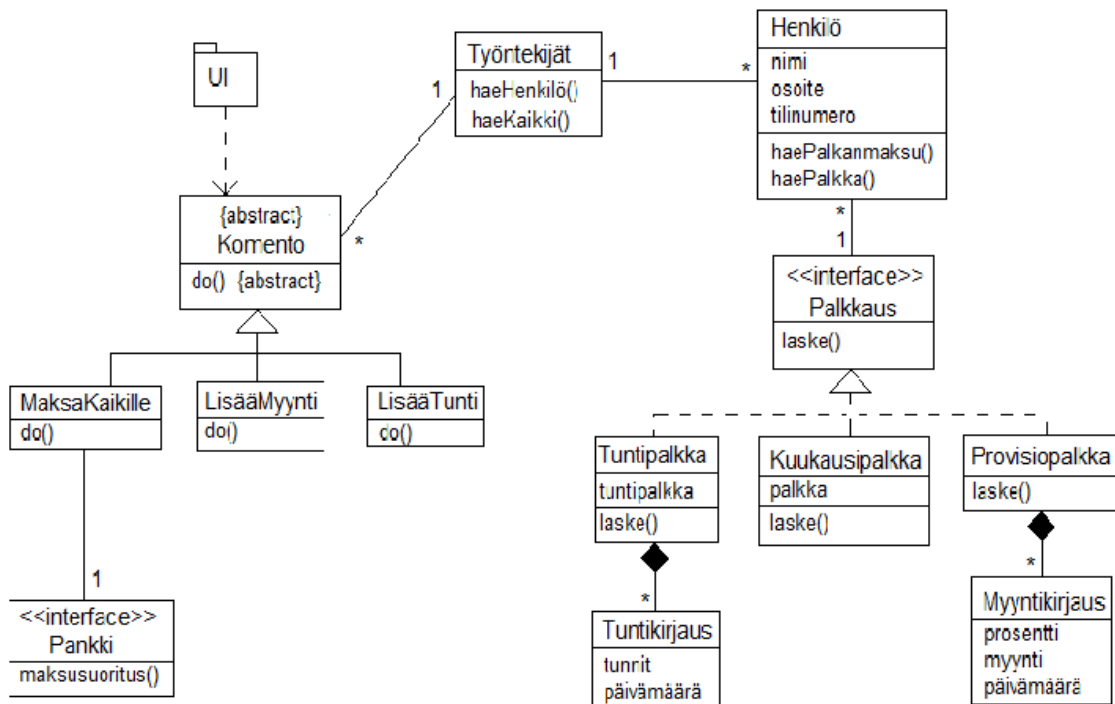 UI
Työntekijät
haeHenkilö()
haeKaikki()
1
*
1
*
Henkilö
nimi
osoite
tilinumero
haePalkanmaksu()
haePalkka()
*
1
{abstract}
Komento
do() {abstract}
<<interface>>
Palkkaus
laske()
MaksaKaikille
do()
LisääMyynti
do()
LisääTunti
do()
1
<<interface>>
Pankki
maksusuoritus()
Tuntipalkka
tuntipalkka
laske()
Kuukausipalkka
palkka
laske()
Provisiopalkka
laske()
*
Tuntikirjaus
tunnit
päivämäärä
*
Myyntikirjaus
prosentti
myynti
päivämäärä